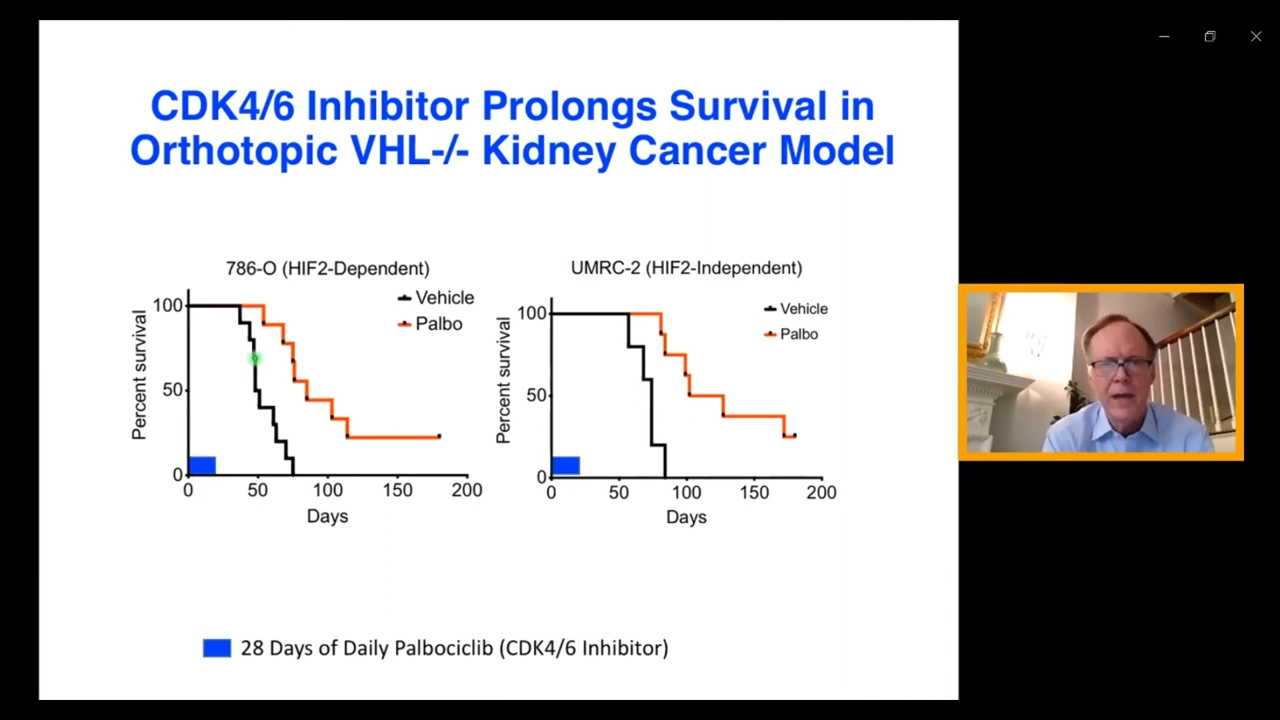 CDK4/6 Inhibitor Prolongs Survival in
Orthotopic VHL-/- Kidney Cancer Model
786-O (HIF2-Dependent)
Vehicle
Palbo
Percent survival
100
50
0
0 50 100 150 200
Days
UMRC-2 (HIF2-Independent)
Vehicle
Palbo
Percent survival
100
50
0
0 50 100 150 200
Days
28 Days of Daily Palbociclib (CDK4/6 Inhibitor)